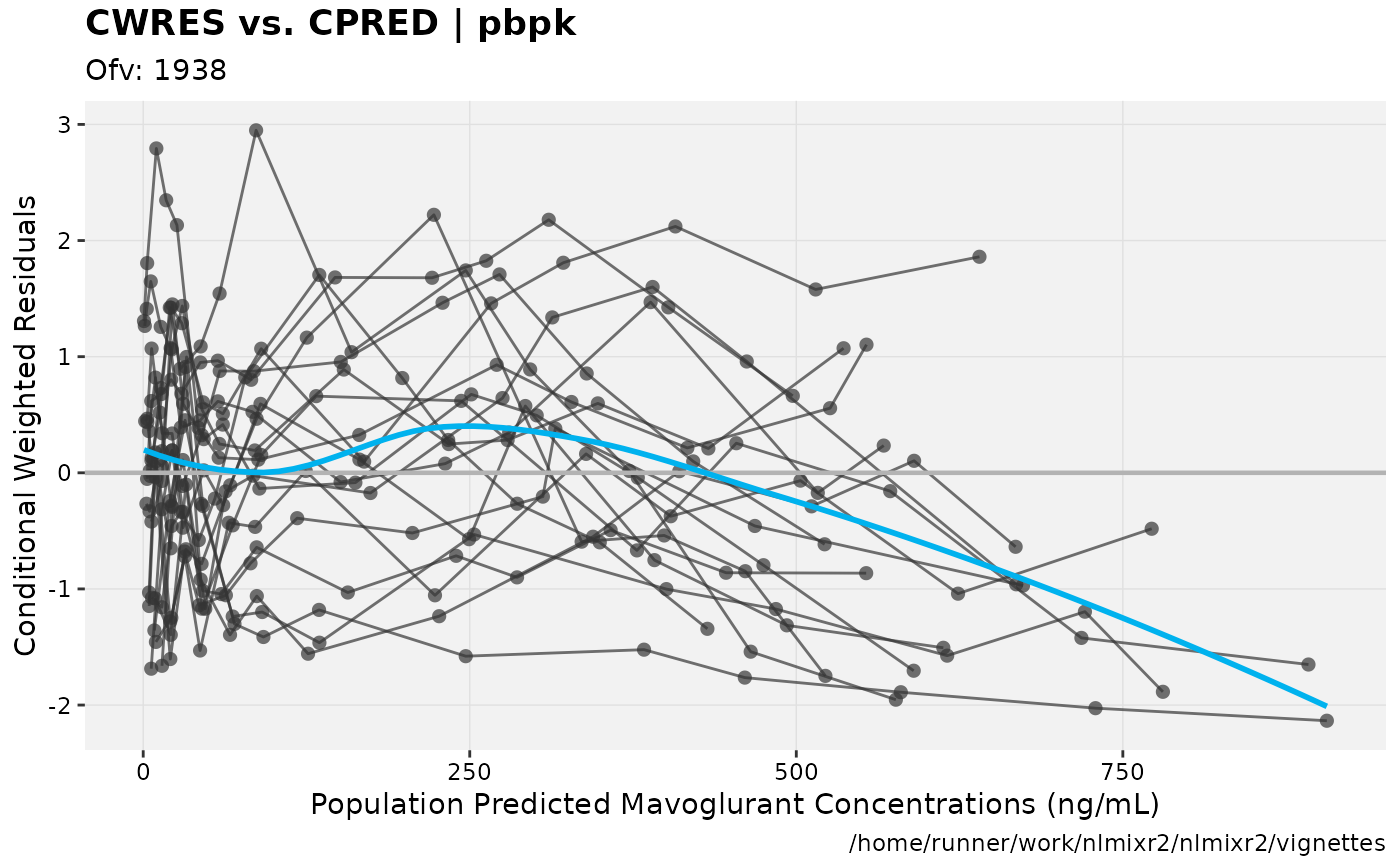 CWRES vs. CPRED | pbpk
Ofv: 1938
3
2
1
0
-1
-2
Conditional Weighted Residuals
0
250
500
750
Population Predicted Mavoglurant Concentrations (ng/mL)
/home/runner/work/nlmixr2/nlmixr2/vignettes